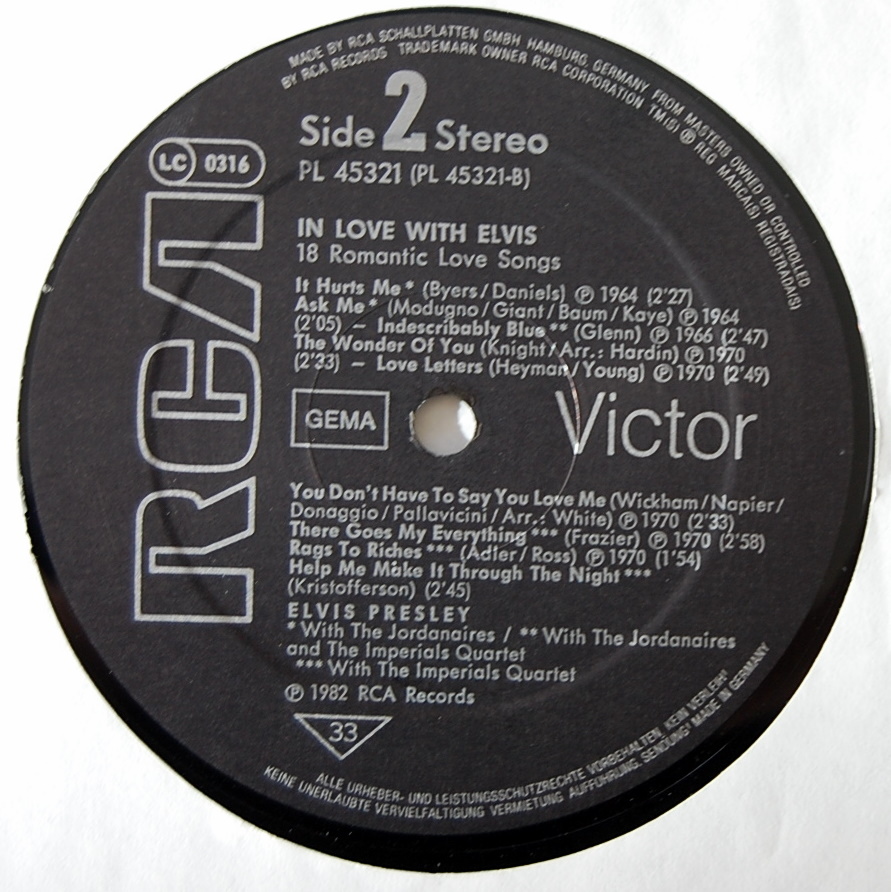 MADE BY RCA SCHALLPLATTEN GMBH HAMBURG, GERMANY FROM MASTERS OWNED OR CONTROLLED
BY RCA RECORDS TRADEMARK OWNER RCA CORPORATION TM(S) ® REG MARCA(S) REGISTRADA(S)
Side 2 Stereo
LC 0316
PL 45321 (PL 45321-B)
RCA
IN LOVE WITH ELVIS
18 Romantic Love Songs
It Hurts Me* (Byers/Daniels) ℗ 1964 (2'27)
Ask Me* (Modugno/Giant/Baum/Kaye) ℗ 1964
(2'05) – Indescribably Blue** (Glenn) ℗ 1966 (2'47)
The Wonder Of You (Knight/Arr.: Hardin) ℗ 1970
(2'33) – Love Letters (Heyman/Young) ℗ 1970 (2'49)
GEMA
Victor
You Don't Have To Say You Love Me (Wickham/Napier/
Donaggio/Pallavicini/Arr.: White) ℗ 1970 (2'33)
There Goes My Everything*** (Frazier) ℗ 1970 (2'58)
Rags To Riches*** (Adler/Ross) ℗ 1970 (1'54)
Help Me Make It Through The Night***
(Kristofferson) (2'45)
ELVIS PRESLEY
*With The Jordanaires / **With The Jordanaires
and The Imperials Quartet
***With The Imperials Quartet
℗ 1982 RCA Records
33
ALLE URHEBER- UND LEISTUNGSSCHUTZRECHTE VORBEHALTEN, KEIN VERLEIH!
KEINE UNERLAUBTE VERVIELFÄLTIGUNG VERMIETUNG AUFFÜHRUNG, SENDUNG! MADE IN GERMANY